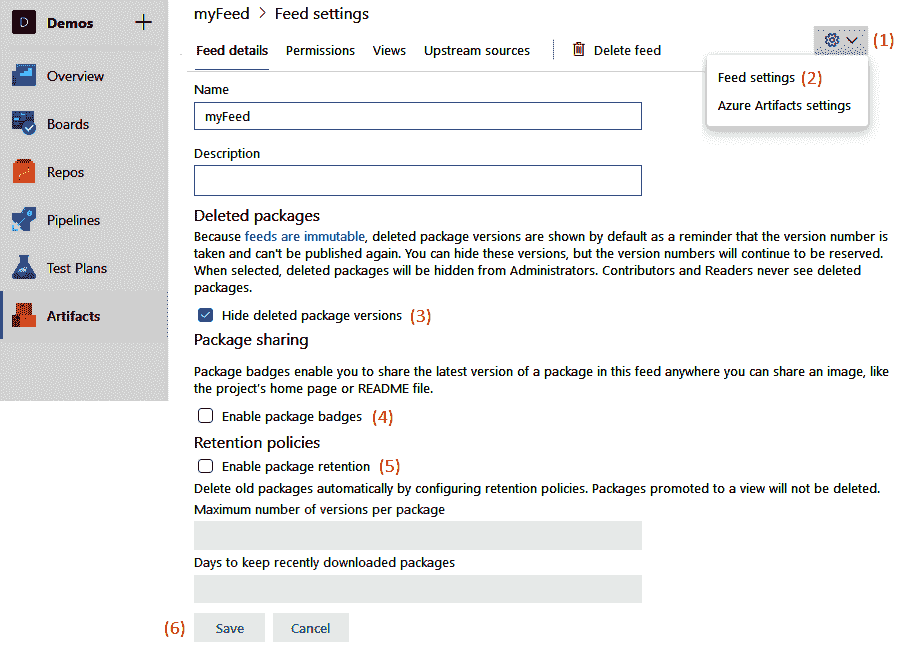 D Demos +
Overview
Boards
Repos
Pipelines
Test Plans
Artifacts
myFeed > Feed settings
Feed details Permissions Views Upstream sources Delete feed
(1)
Feed settings (2)
Azure Artifacts settings
Name
myFeed
Description
Deleted packages
Because feeds are immutable, deleted package versions are shown by default as a reminder that the version number is
taken and can't be published again. You can hide these versions, but the version numbers will continue to be reserved.
When selected, deleted packages will be hidden from Administrators. Contributors and Readers never see deleted
packages.
Hide deleted package versions (3)
Package sharing
Package badges enable you to share the latest version of a package in this feed anywhere you can share an image, like
the project's home page or README file.
Enable package badges (4)
Retention policies
Enable package retention (5)
Delete old packages automatically by configuring retention policies. Packages promoted to a view will not be deleted.
Maximum number of versions per package
Days to keep recently downloaded packages
(6) Save Cancel